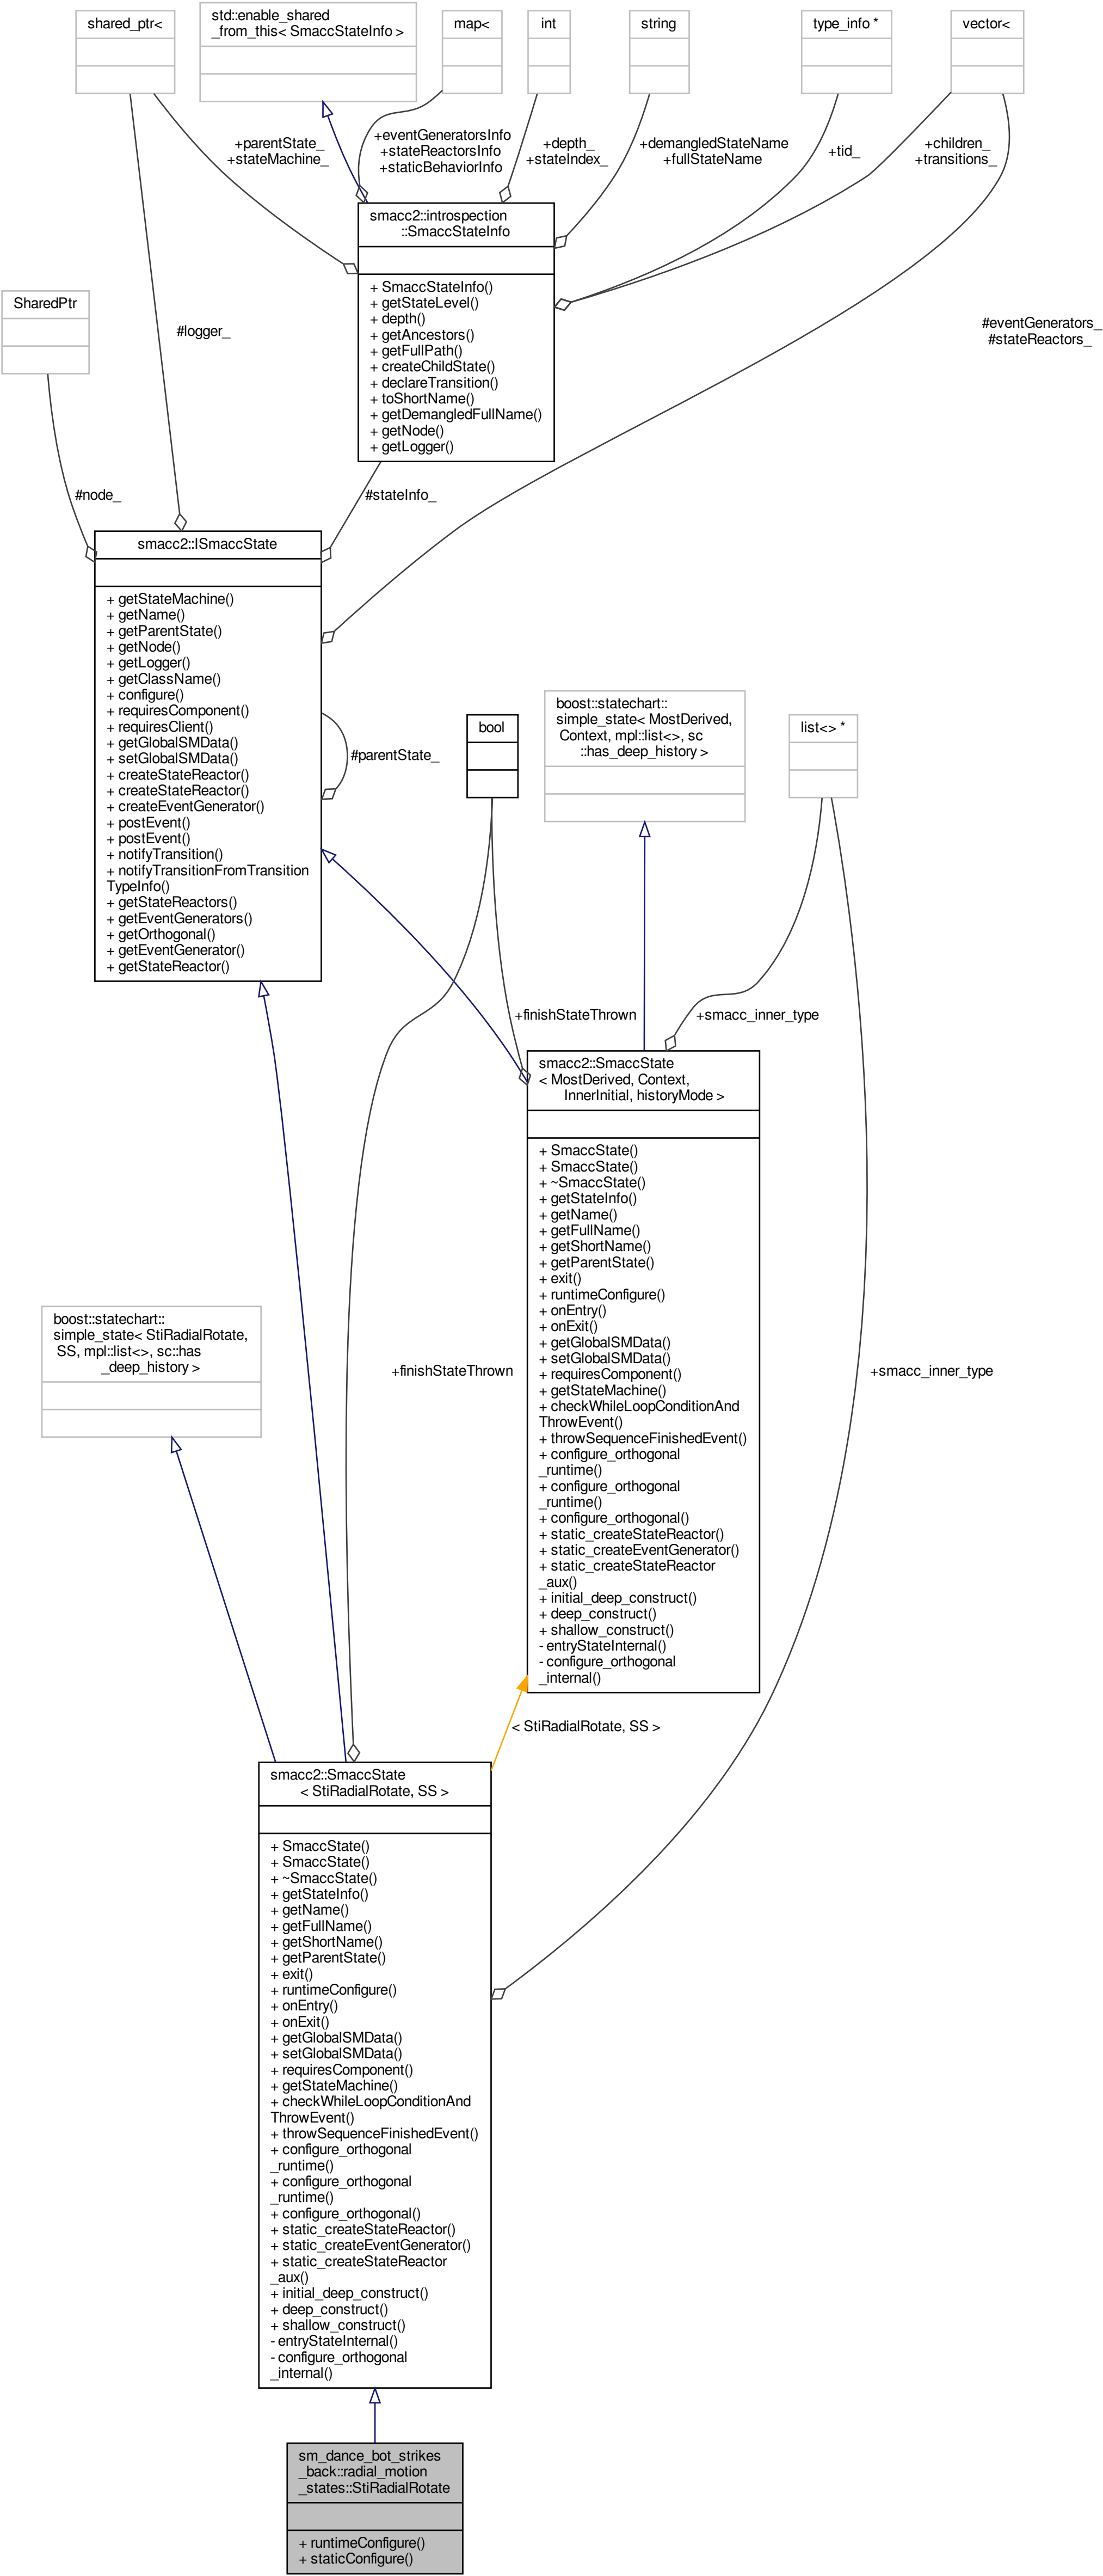 shared_ptr<
std::enable_shared
_from_this< SmaccStateInfo >
map<
int
string
type_info *
vector<
+parentState_
+stateMachine_
+eventGeneratorsInfo
+stateReactorsInfo
+staticBehaviorInfo
+depth_
+stateIndex_
+demangledStateName
+fullStateName
+tid_
+children_
+transitions_
smacc2::introspection
::SmaccStateInfo
+ SmaccStateInfo()
+ getStateLevel()
+ depth()
+ getAncestors()
+ getFullPath()
+ createChildState()
+ declareTransition()
+ toShortName()
+ getDemangledFullName()
+ getNode()
+ getLogger()
SharedPtr
#logger_
#eventGenerators_
#stateReactors_
#node_
#stateInfo_
smacc2::ISmaccState
+ getStateMachine()
+ getName()
+ getParentState()
+ getNode()
+ getLogger()
+ getClassName()
+ configure()
+ requiresComponent()
+ requiresClient()
+ getGlobalSMData()
+ setGlobalSMData()
+ createStateReactor()
+ createStateReactor()
+ createEventGenerator()
+ postEvent()
+ postEvent()
+ notifyTransition()
+ notifyTransitionFromTransition
TypeInfo()
+ getStateReactors()
+ getEventGenerators()
+ getOrthogonal()
+ getEventGenerator()
+ getStateReactor()
#parentState_
bool
boost::statechart::
simple_state< MostDerived,
Context, mpl::list<>, sc
::has_deep_history >
list<> *
+finishStateThrown
+smacc_inner_type
smacc2::SmaccState
< MostDerived, Context,
InnerInitial, historyMode >
+ SmaccState()
+ SmaccState()
+ ~SmaccState()
+ getStateInfo()
+ getName()
+ getFullName()
+ getShortName()
+ getParentState()
+ exit()
+ runtimeConfigure()
+ onEntry()
+ onExit()
+ getGlobalSMData()
+ setGlobalSMData()
+ requiresComponent()
+ getStateMachine()
+ checkWhileLoopConditionAnd
ThrowEvent()
+ throwSequenceFinishedEvent()
+ configure_orthogonal
_runtime()
+ configure_orthogonal
_runtime()
+ configure_orthogonal()
+ static_createStateReactor()
+ static_createEventGenerator()
+ static_createStateReactor
_aux()
+ initial_deep_construct()
+ deep_construct()
+ shallow_construct()
- entryStateInternal()
- configure_orthogonal
_internal()
boost::statechart::
simple_state< StiRadialRotate,
SS, mpl::list<>, sc::has
_deep_history >
+finishStateThrown
+smacc_inner_type
< StiRadialRotate, SS >
smacc2::SmaccState
< StiRadialRotate, SS >
+ SmaccState()
+ SmaccState()
+ ~SmaccState()
+ getStateInfo()
+ getName()
+ getFullName()
+ getShortName()
+ getParentState()
+ exit()
+ runtimeConfigure()
+ onEntry()
+ onExit()
+ getGlobalSMData()
+ setGlobalSMData()
+ requiresComponent()
+ getStateMachine()
+ checkWhileLoopConditionAnd
ThrowEvent()
+ throwSequenceFinishedEvent()
+ configure_orthogonal
_runtime()
+ configure_orthogonal
_runtime()
+ configure_orthogonal()
+ static_createStateReactor()
+ static_createEventGenerator()
+ static_createStateReactor
_aux()
+ initial_deep_construct()
+ deep_construct()
+ shallow_construct()
- entryStateInternal()
- configure_orthogonal
_internal()
sm_dance_bot_strikes
_back::radial_motion
_states::StiRadialRotate
+ runtimeConfigure()
+ staticConfigure()